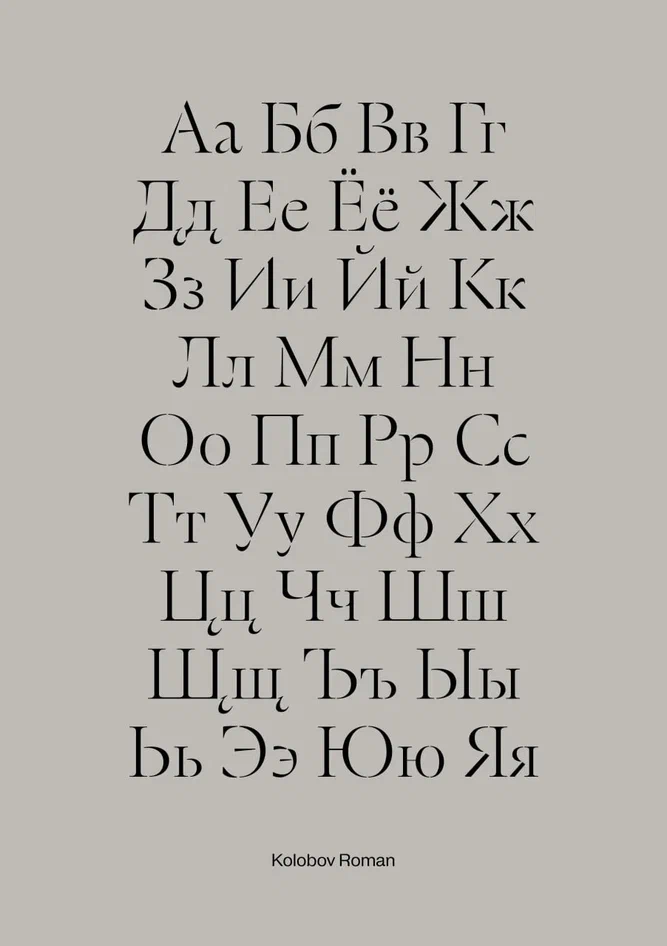 Аа Бб Вв Гг
Дд Ее Ёё Жж
Зз Ии Йй Кк
Лл Мм Нн
Оо Пп Рр Сс
Тт Уу Фф Хх
Цц Чч Шш
Щщ Ъъ Ыы
Ьь Ээ Юю Яя
Kolobov Roman